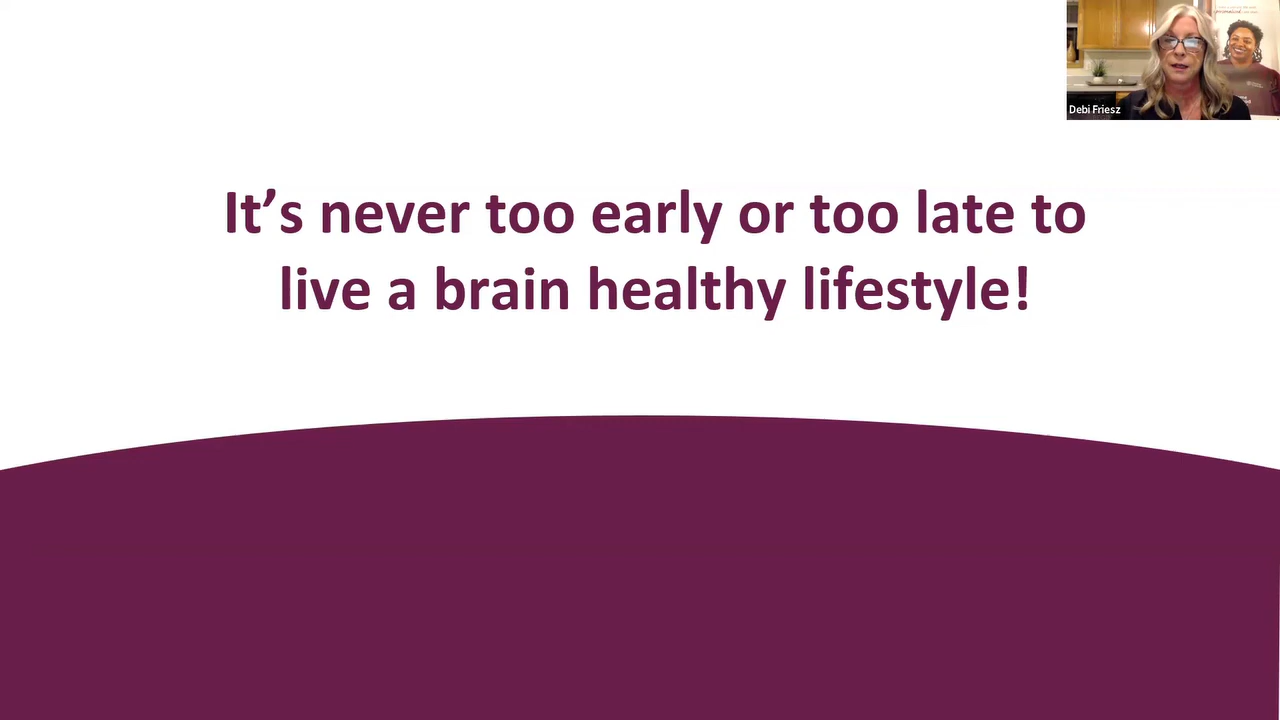 Debi Friesz
It’s never too early or too late to
live a brain healthy lifestyle!